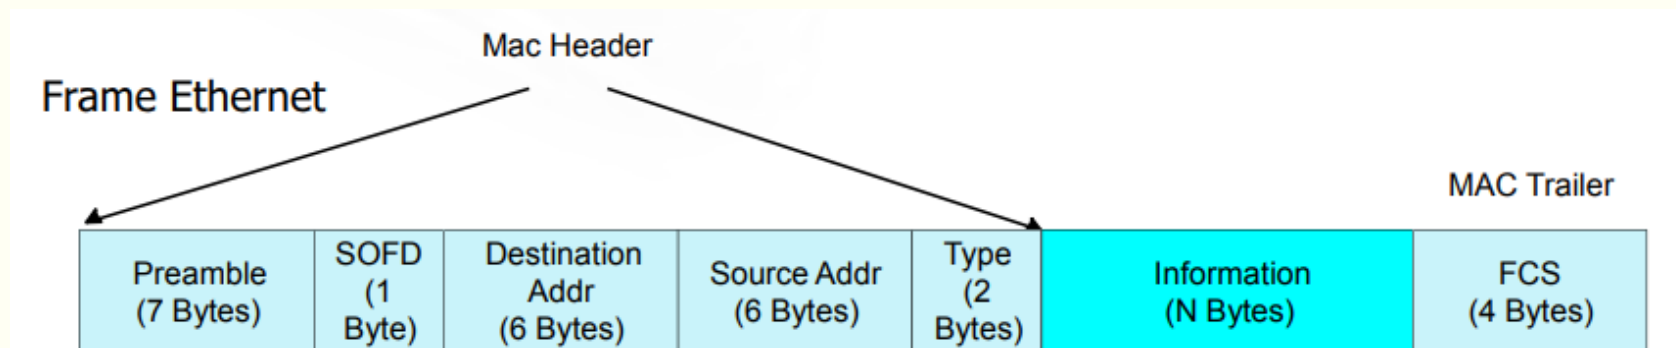 Mac Header
Frame Ethernet
MAC Trailer
Preamble
(7 Bytes)
SOFD
(1
Byte)
Destination
Addr
(6 Bytes)
Source Addr
(6 Bytes)
Type
(2
Bytes)
Information
(N Bytes)
FCS
(4 Bytes)